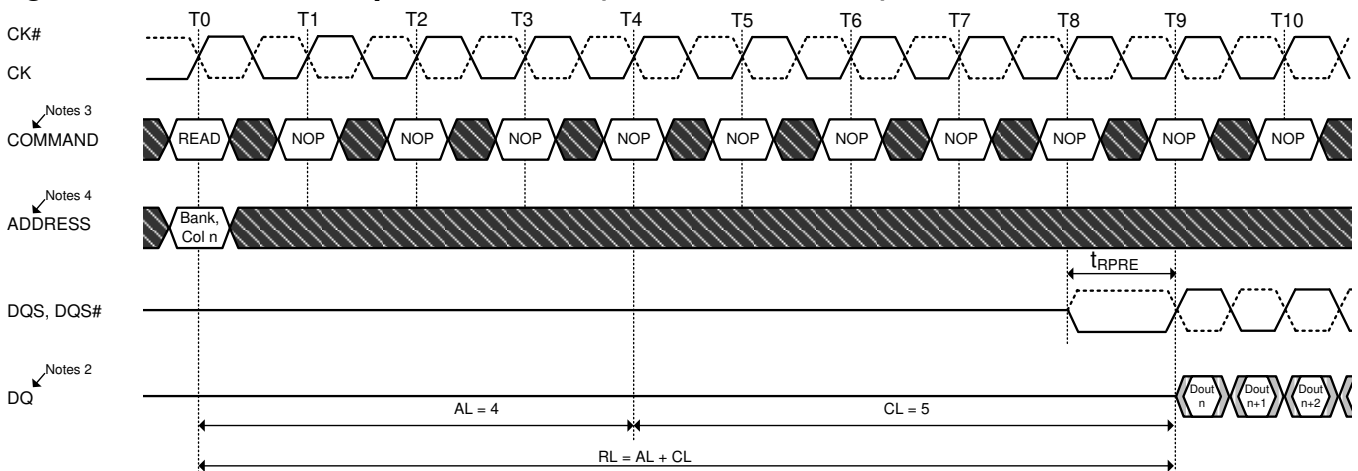 T0 T1 T2 T3 T4 T5 T6 T7 T8 T9 T10
CK#
CK
Notes 3
COMMAND
READ NOP NOP NOP NOP NOP NOP NOP NOP NOP NOP
Notes 4
ADDRESS
Bank,
Col n
tRPRE
DQS, DQS#
Notes 2
DQ
Dout
n
Dout
n+1
Dout
n+2
AL = 4
CL = 5
RL = AL + CL